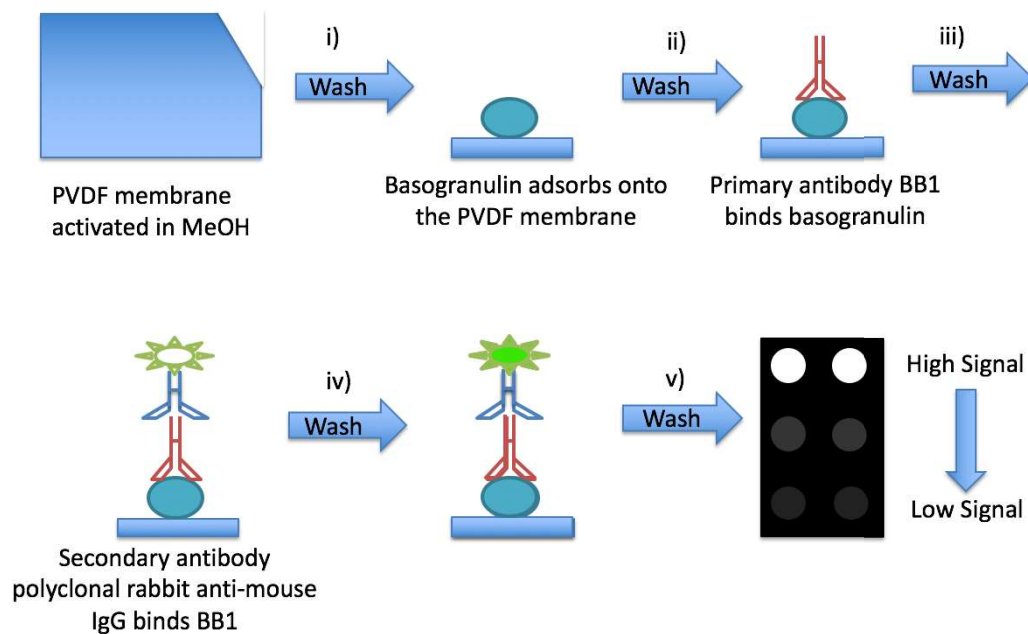 i)
Wash
ii)
Wash
iii)
Wash
PVDF membrane
activated in MeOH
Basogranulin adsorbs onto
the PVDF membrane
Primary antibody BB1
binds basogranulin
iv)
Wash
v)
Wash
High Signal
Low Signal
Secondary antibody
polyclonal rabbit anti-mouse
IgG binds BB1